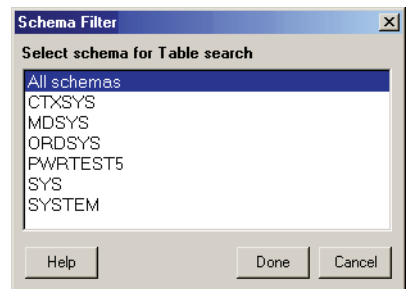 Schema Filter
Select schema for Table search
All schemas
CTXSYS
MDSYS
ORDSYS
PWRTEST5
SYS
SYSTEM
Help Done Cancel